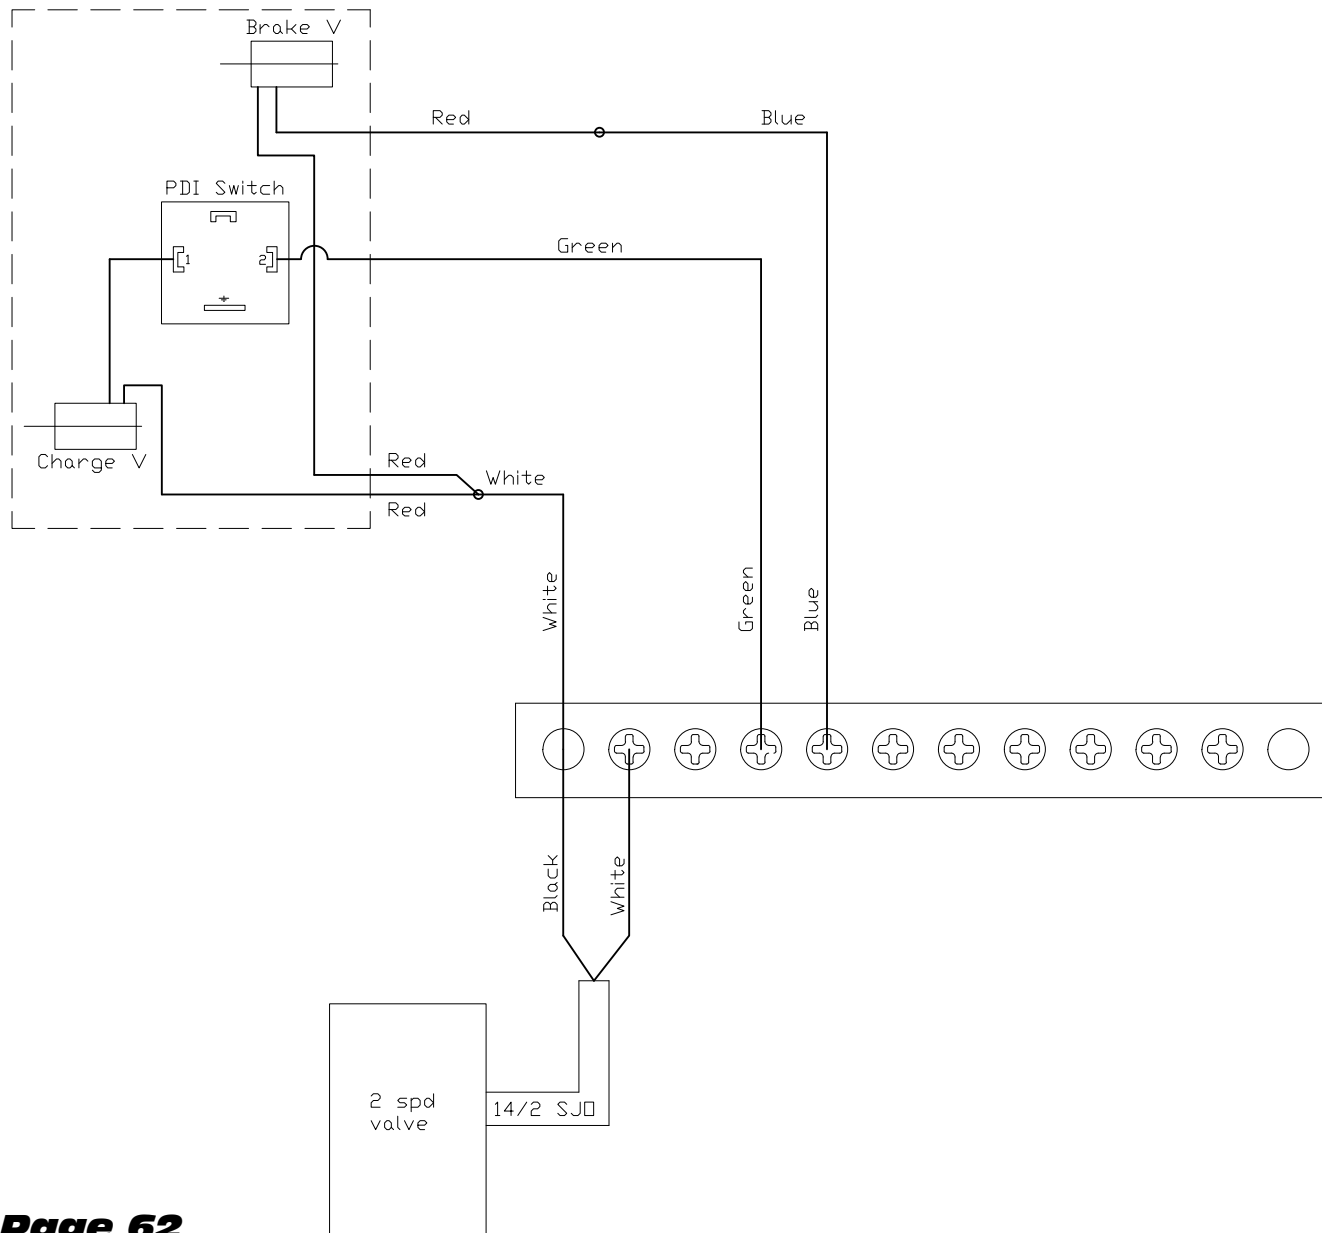 Brake V
Red
Blue
PDI Switch
Green
1
2
Red
White
Charge V
Red
White
Green
Blue
Black
White
2 spd
valve
14/2 SJO
Page 62